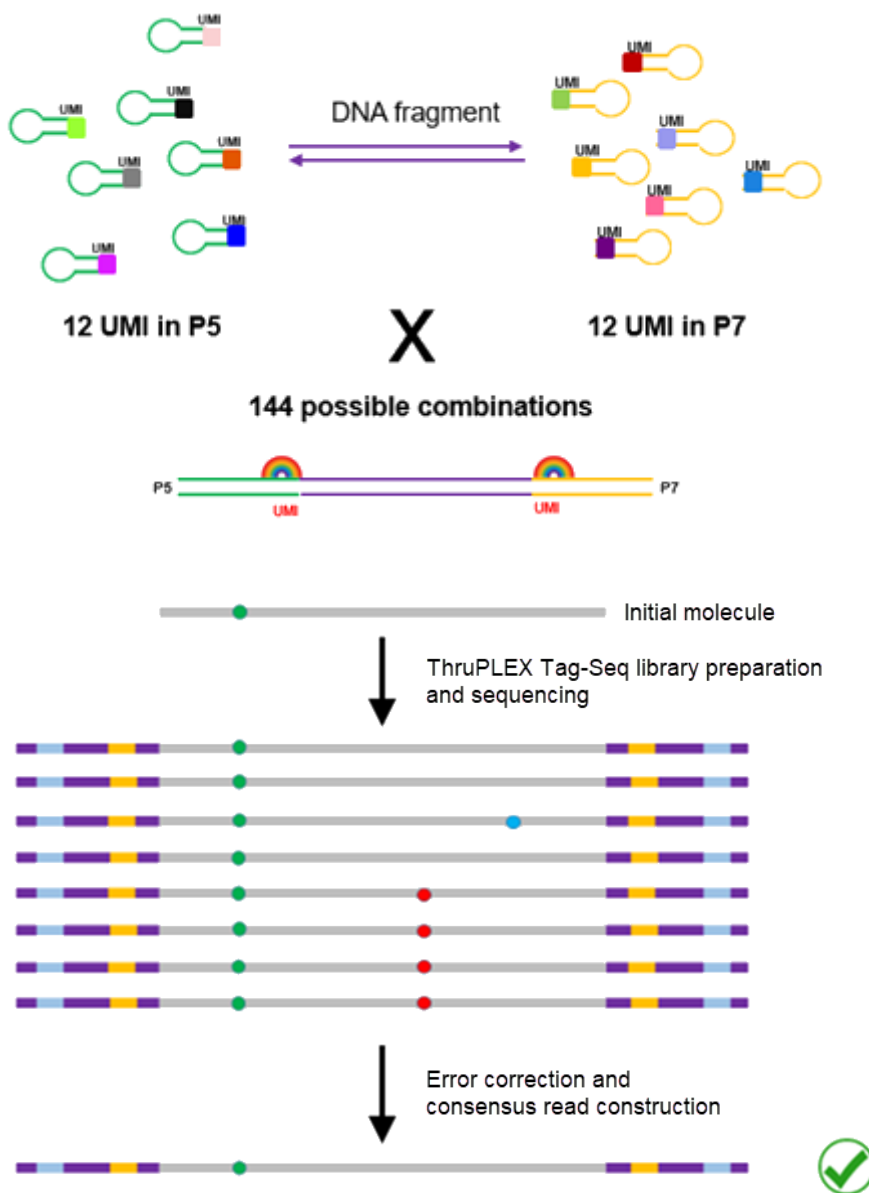 UMI
UMI
UMI
UMI
UMI
UMI
UMI
DNA fragment
UMI
UMI
UMI
UMI
UMI
UMI
UMI
12 UMI in P5
X
12 UMI in P7
144 possible combinations
P5
P7
UMI
UMI
Initial molecule
ThruPLEX Tag-Seq library preparation
and sequencing
Error correction and
consensus read construction